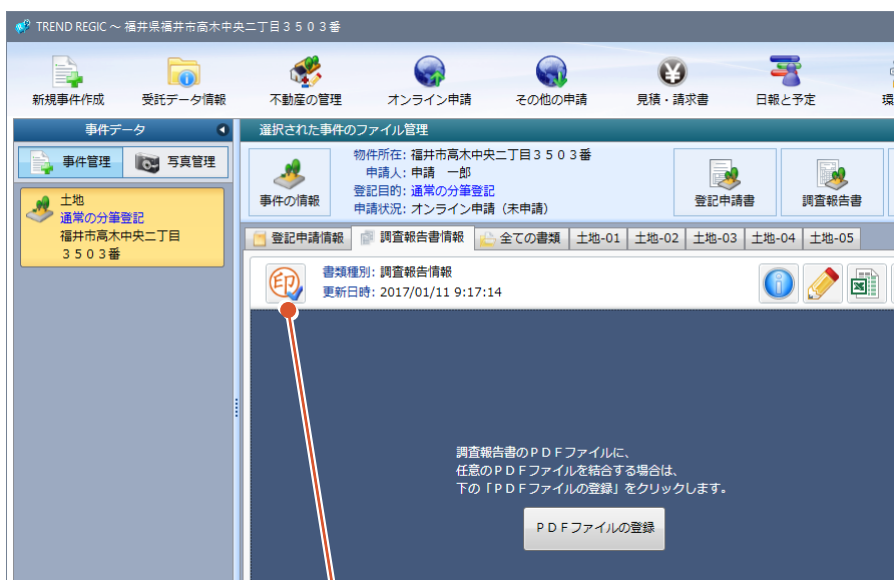 TREND REGIC ～ 福井県福井市高木中央二丁目３５０３番
新規事件作成 受託データ情報 不動産の管理 オンライン申請 その他の申請 見積・請求書 日報と予定 環
事件データ
選択された事件のファイル管理
事件管理 写真管理
土地
通常の分筆登記
福井市高木中央二丁目
３５０３番
事件の情報
物件所在: 福井市高木中央二丁目３５０３番
申請人: 申請　一郎
登記目的: 通常の分筆登記
申請状況: オンライン申請（未申請）
登記申請書 調査報告書
登記申請情報 調査報告書情報 全ての書類 土地-01 土地-02 土地-03 土地-04 土地-05
印
書類種別: 調査報告情報
更新日時: 2017/01/11 9:17:14
調査報告書のＰＤＦファイルに、
任意のＰＤＦファイルを結合する場合は、
下の「ＰＤＦファイルの登録」をクリックします。
ＰＤＦファイルの登録